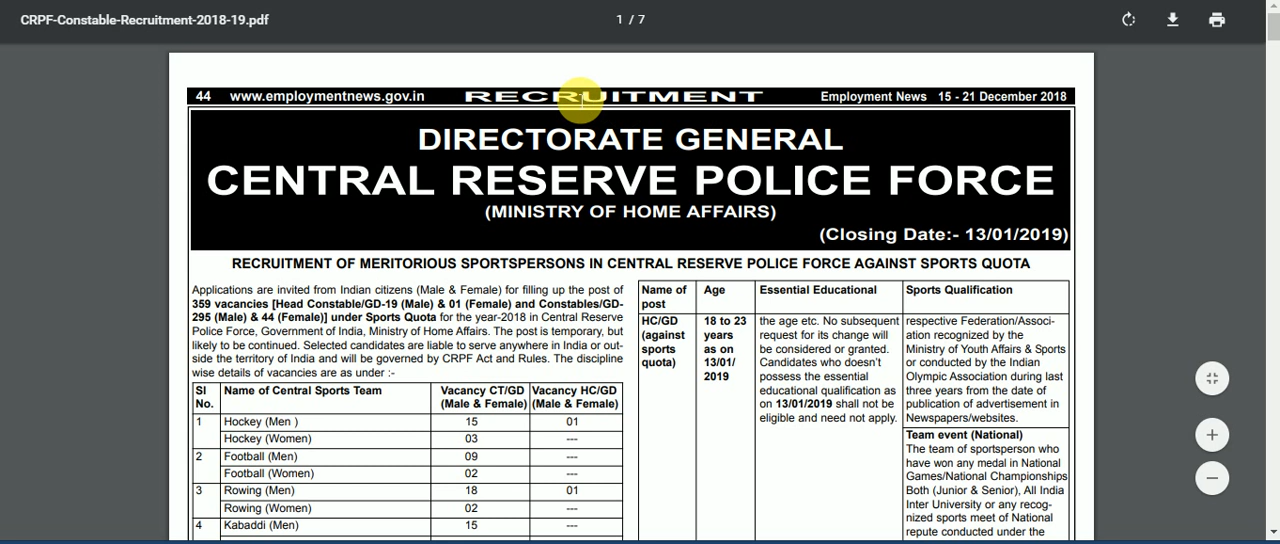 CRPF-Constable-Recruitment-2018-19.pdf
1 / 7
44 www.employmentnews.gov.in RECRUITMENT Employment News 15 - 21 December 2018
DIRECTORATE GENERAL
CENTRAL RESERVE POLICE FORCE
(MINISTRY OF HOME AFFAIRS)
(Closing Date:- 13/01/2019)
RECRUITMENT OF MERITORIOUS SPORTSPERSONS IN CENTRAL RESERVE POLICE FORCE AGAINST SPORTS QUOTA
Applications are invited from Indian citizens (Male & Female) for filling up the post of
359 vacancies [Head Constable/GD-19 (Male) & 01 (Female) and Constables/GD-
295 (Male) & 44 (Female)] under Sports Quota for the year-2018 in Central Reserve
Police Force, Government of India, Ministry of Home Affairs. The post is temporary, but
likely to be continued. Selected candidates are liable to serve anywhere in India or out-
side the territory of India and will be governed by CRPF Act and Rules. The discipline
wise details of vacancies are as under :-
Sl Name of Central Sports Team Vacancy CT/GD Vacancy HC/GD
No. (Male & Female) (Male & Female)
1 Hockey (Men ) 15 01
Hockey (Women) 03 ---
2 Football (Men) 09 ---
Football (Women) 02 ---
3 Rowing (Men) 18 01
Rowing (Women) 02 ---
4 Kabaddi (Men) 15 ---
Name of
post
Age
Essential Educational
Sports Qualification
HC/GD
(against
sports
quota)
18 to 23
years
as on
13/01/
2019
the age etc. No subsequent
request for its change will
be considered or granted.
Candidates who doesn't
possess the essential
educational qualification as
on 13/01/2019 shall not be
eligible and need not apply.
respective Federation/Associ-
ation recognized by the
Ministry of Youth Affairs & Sports
or conducted by the Indian
Olympic Association during last
three years from the date of
publication of advertisement in
Newspapers/websites.
Team event (National)
The team of sportsperson who
have won any medal in National
Games/National Championships
Both (Junior & Senior), All India
Inter University or any recog-
nized sports meet of National
repute conducted under the